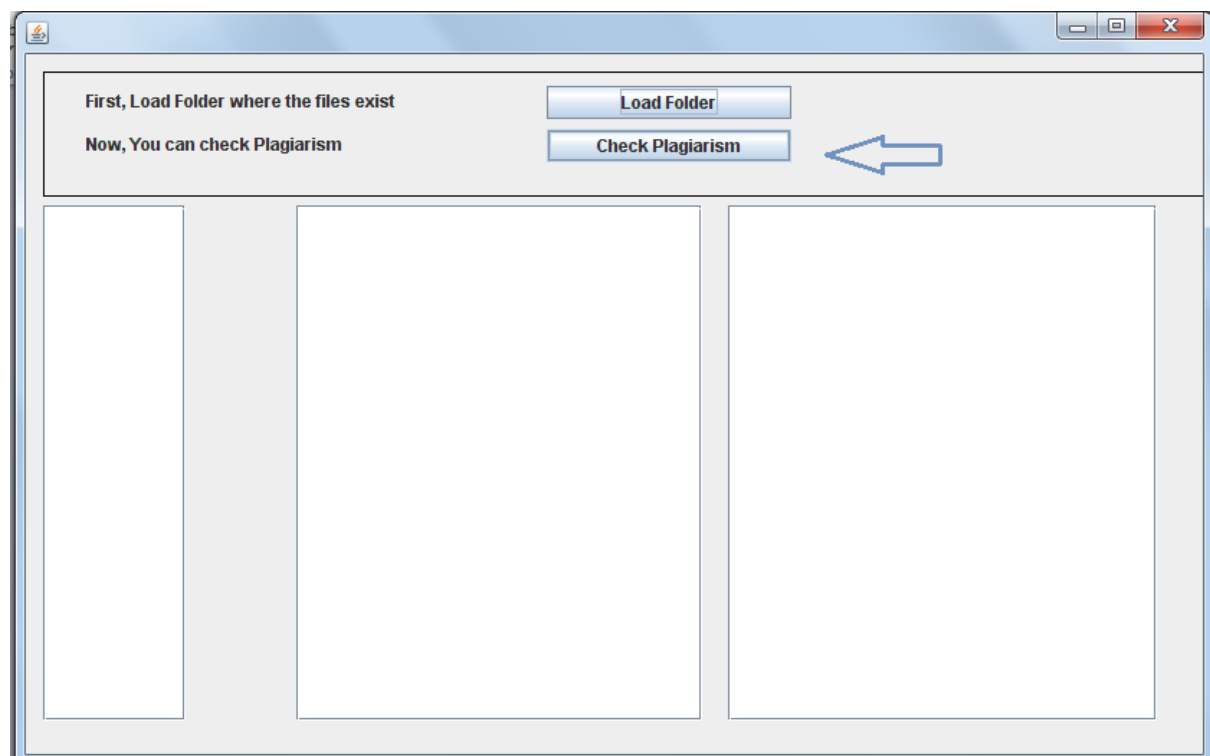 First, Load Folder where the files exist
Load Folder
Now, You can check Plagiarism
Check Plagiarism